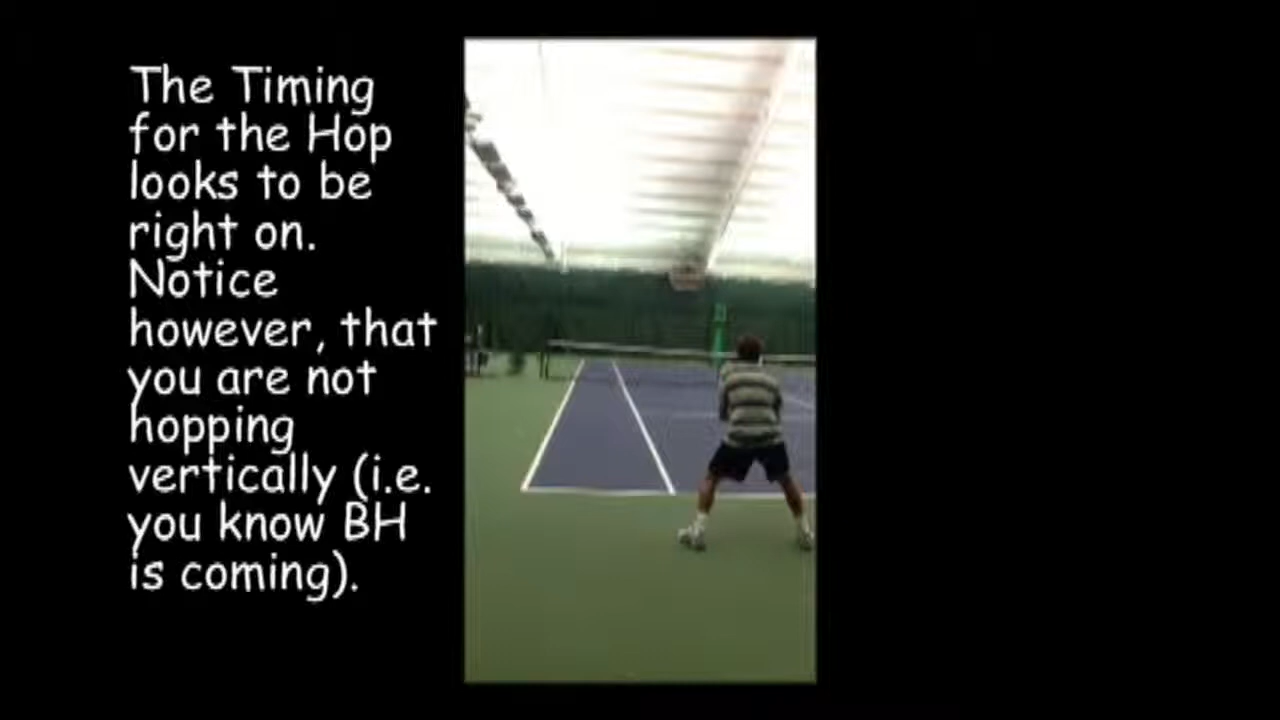 The Timing
for the Hop
looks to be
right on.
Notice
however, that
you are not
hopping
vertically (i.e.
you know BH
is coming).